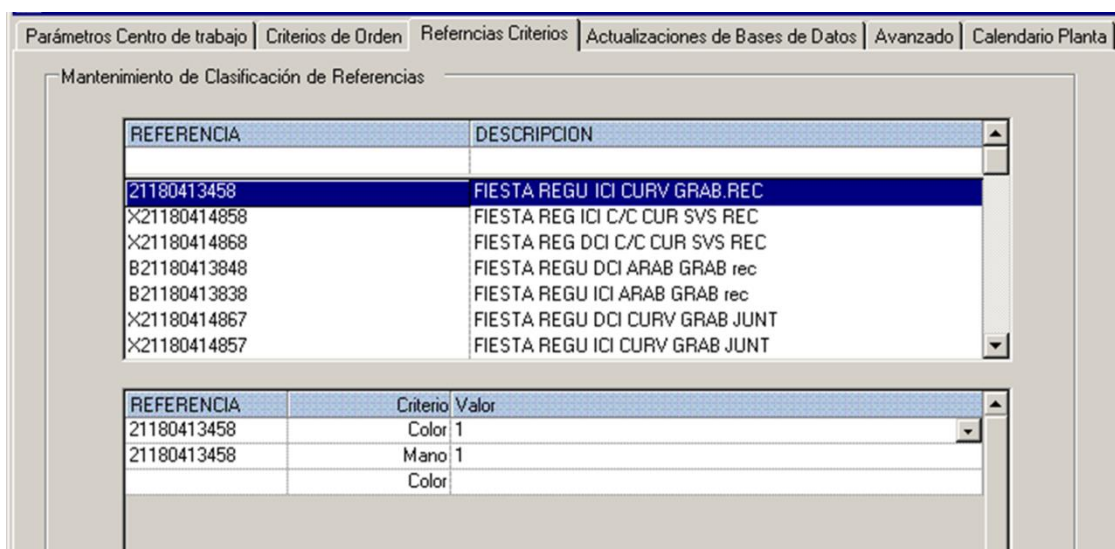 Parámetros Centro de trabajo Criterios de Orden Referncias Criterios Actualizaciones de Bases de Datos Avanzado Calendario Planta
Mantenimiento de Clasificación de Referencias
REFERENCIA DESCRIPCION
21180413458 FIESTA REGU ICI CURV GRAB.REC
X21180414858 FIESTA REG ICI C/C CUR SVS REC
X21180414868 FIESTA REG DCI C/C CUR SVS REC
B21180413848 FIESTA REGU DCI ARAB GRAB rec
B21180413838 FIESTA REGU ICI ARAB GRAB rec
X21180414867 FIESTA REGU DCI CURV GRAB JUNT
X21180414857 FIESTA REGU ICI CURV GRAB JUNT
REFERENCIA Criterio Valor
21180413458 Color 1
21180413458 Mano 1
Color